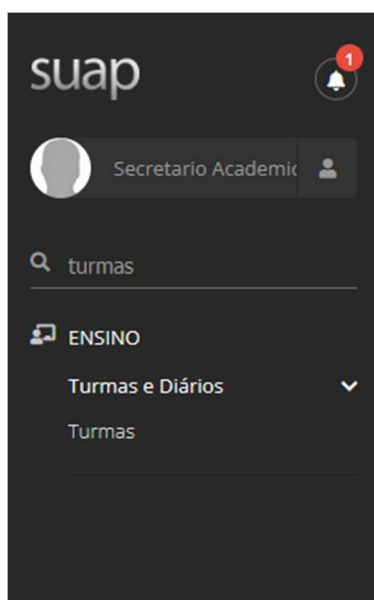 suap
1
Secretario Academic
turmas
ENSINO
Turmas e Diários
Turmas